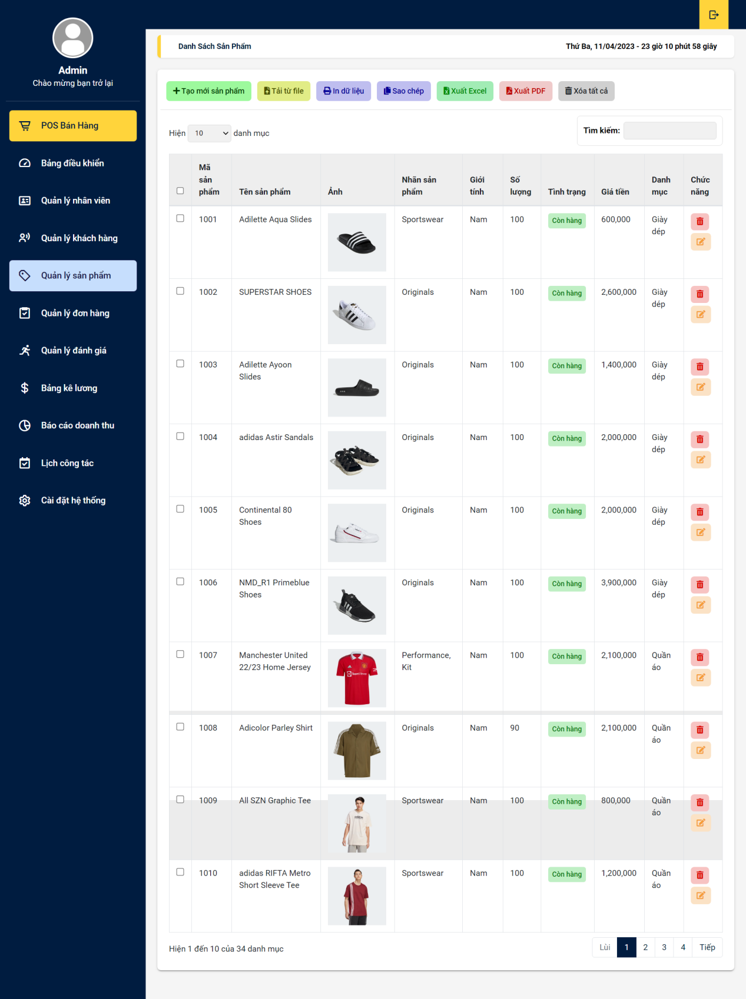 Admin
Chào mừng bạn trở lại
POS Bán Hàng
Bảng điều khiển
Quản lý nhân viên
Quản lý khách hàng
Quản lý sản phẩm
Quản lý đơn hàng
Quản lý đánh giá
Bảng kê lương
Báo cáo doanh thu
Lịch công tác
Cài đặt hệ thống
Danh Sách Sản Phẩm
Thứ Ba, 11/04/2023 - 23 giờ 10 phút 58 giây
Tạo mới sản phẩm
Tải từ file
In dữ liệu
Sao chép
Xuất Excel
Xuất PDF
Xóa tất cả
Hiện 10 danh mục
Tìm kiếm:
Mã sản phẩm Tên sản phẩm Ảnh Nhãn sản phẩm Giới tính Số lượng Tình trạng Giá tiền Danh mục Chức năng
1001 Adilette Aqua Slides Sportswear Nam 100 Còn hàng 600,000 Giày dép
1002 SUPERSTAR SHOES Originals Nam 100 Còn hàng 2,600,000 Giày dép
1003 Adilette Ayoon Slides Originals Nam 100 Còn hàng 1,400,000 Giày dép
1004 adidas Astir Sandals Originals Nam 100 Còn hàng 2,000,000 Giày dép
1005 Continental 80 Shoes Originals Nam 100 Còn hàng 2,000,000 Giày dép
1006 NMD_R1 Primeblue Shoes Originals Nam 100 Còn hàng 3,900,000 Giày dép
1007 Manchester United 22/23 Home Jersey TeamViewer Performance, Kit Nam 100 Còn hàng 2,100,000 Quần áo
1008 Adicolor Parley Shirt Originals Nam 90 Còn hàng 2,100,000 Quần áo
1009 All SZN Graphic Tee Sportswear Nam 100 Còn hàng 800,000 Quần áo
1010 adidas RIFTA Metro Short Sleeve Tee Sportswear Nam 100 Còn hàng 1,200,000 Quần áo
Hiện 1 đến 10 của 34 danh mục
Lùi 1 2 3 4 Tiếp